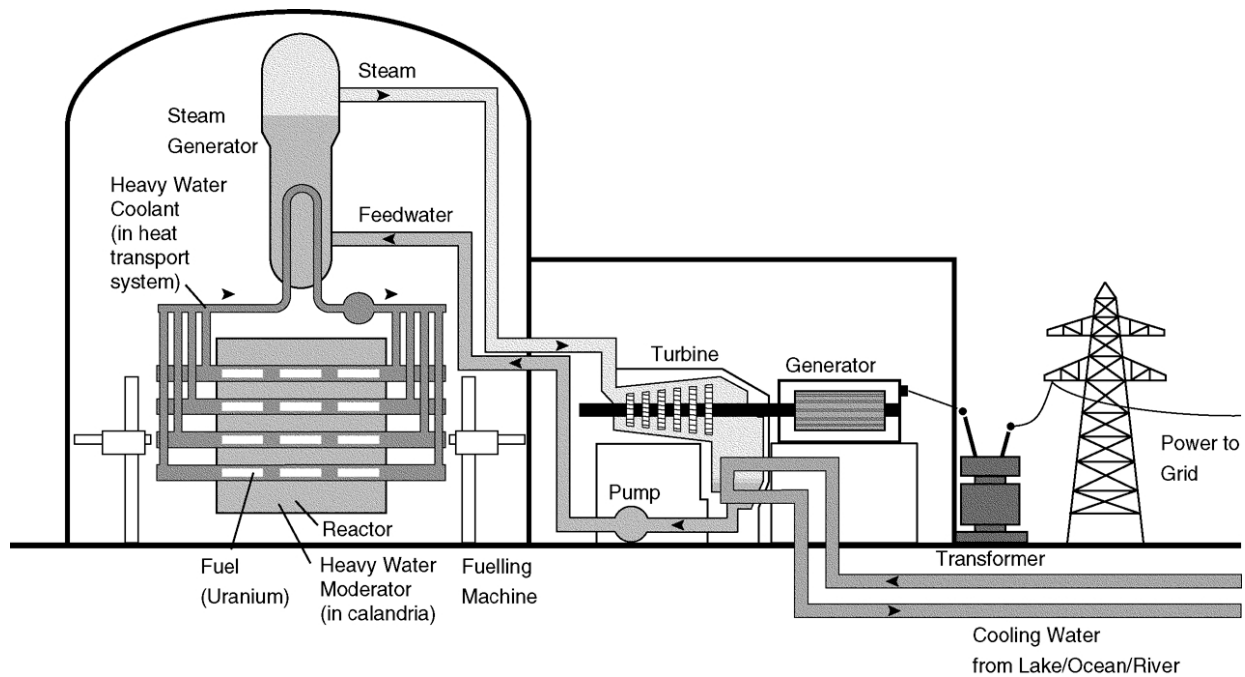 Steam
Steam
Generator
Heavy Water
Coolant
(in heat
transport
system)
Feedwater
Turbine
Generator
Power to
Grid
Pump
Reactor
Transformer
Fuel
(Uranium)
Heavy Water
Moderator
(in calandria)
Fuelling
Machine
Cooling Water
from Lake/Ocean/River